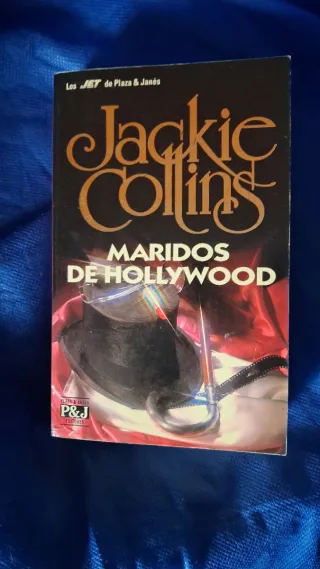 Los JET de Plaza & Janés
Jackie
Collins
MARIDOS
DE HOLLYWOOD
P&J